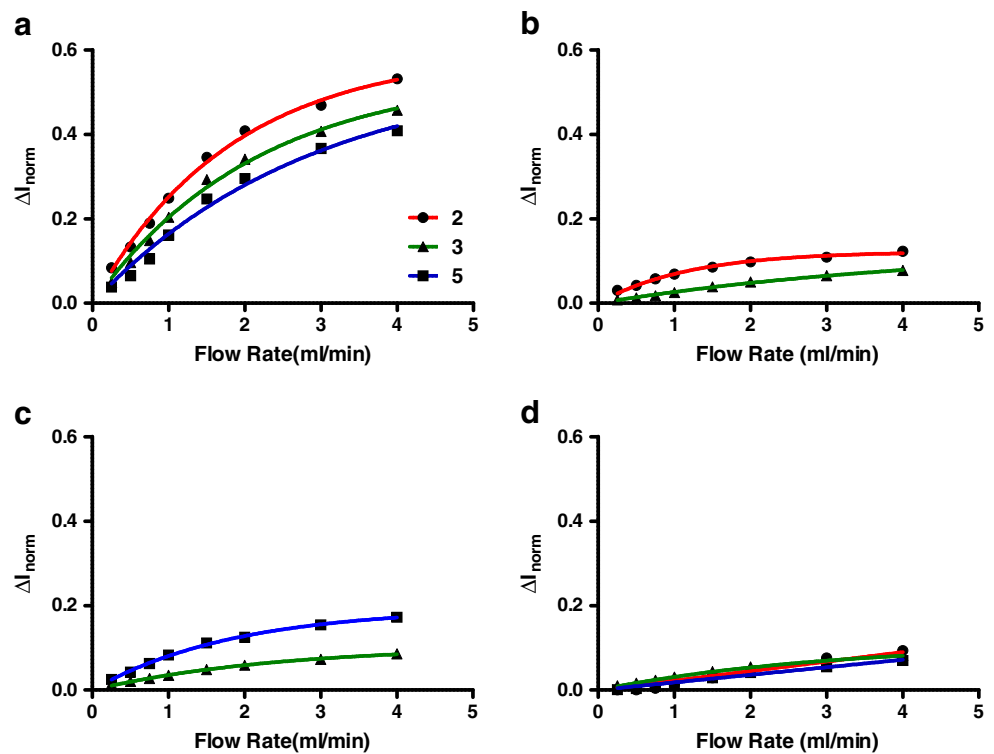 a
b
0.6
0.4
0.2
0.0
ΔInorm
0 1 2 3 4 5
Flow Rate(ml/min)
2
3
5
0.6
0.4
0.2
0.0
ΔInorm
0 1 2 3 4 5
Flow Rate (ml/min)
c
d
0.6
0.4
0.2
0.0
ΔInorm
0 1 2 3 4 5
Flow Rate(ml/min)
0.6
0.4
0.2
0.0
ΔInorm
0 1 2 3 4 5
Flow Rate (ml/min)